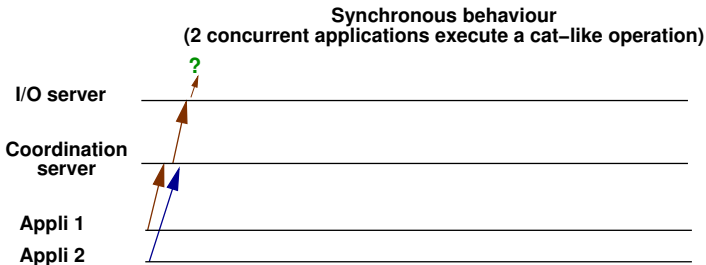 Synchronous behaviour
(2 concurrent applications execute a cat−like operation)
?
I/O server
Coordination
server
Appli 1
Appli 2